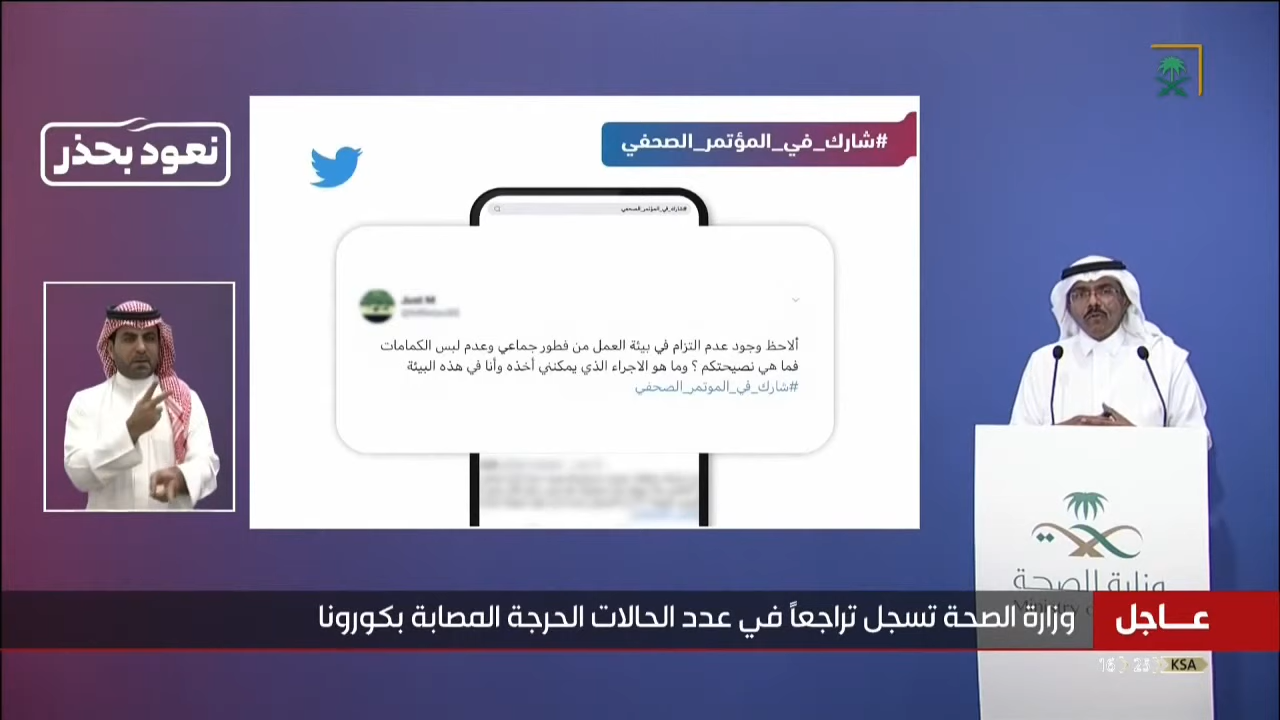 نعود بحذر
#شارك_في_المؤتمر_الصحفي
#شارك_في_المؤتمر_الصحفي
ألاحظ وجود عدم التزام في بيئة العمل من فطور جماعي وعدم لبس الكمامات
فما هي نصيحتكم ؟ وما هو الاجراء الذي يمكنني أخذه وأنا في هذه البيئة
#شارك_في_الموتمر_الصحفي
وزارة الصحة
عـــاجل
وزارة الصحة تسجل تراجعاً في عدد الحالات الحرجة المصابة بكورونا
KSA